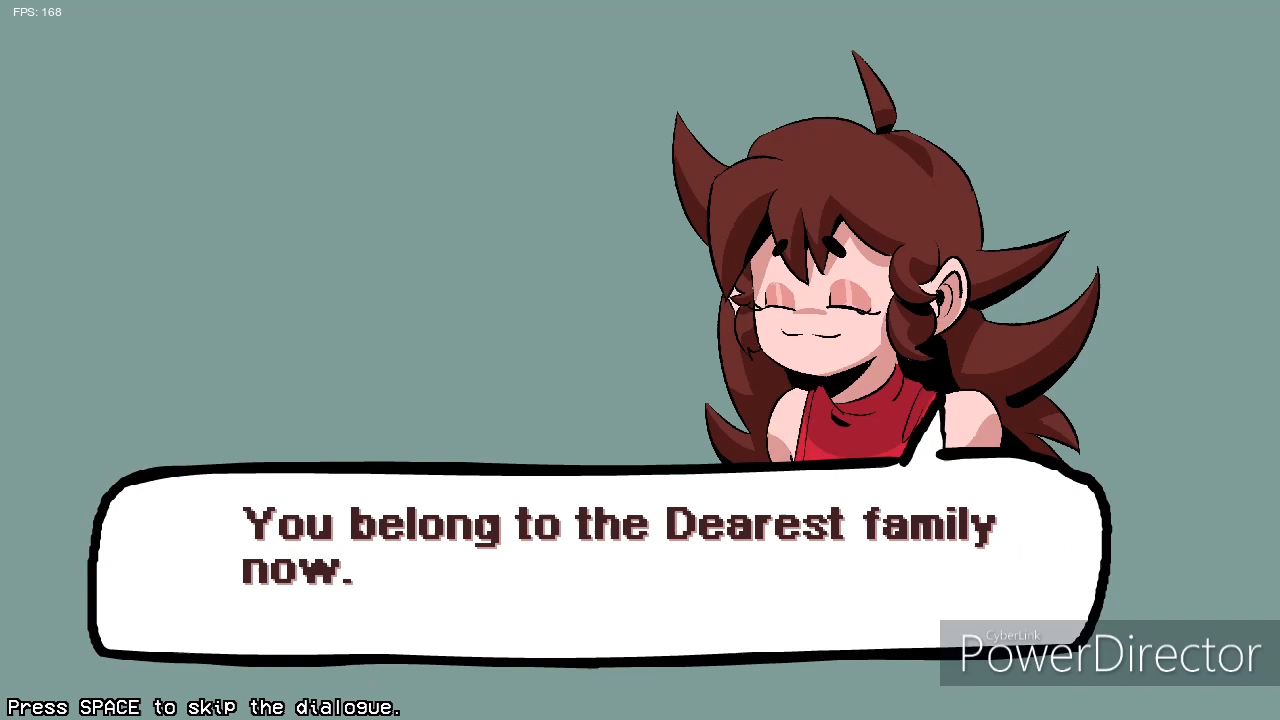 FPS: 168
You belong to the Dearest family
now.
CyberLink
PowerDirector
Press SPACE to skip the dialogue.